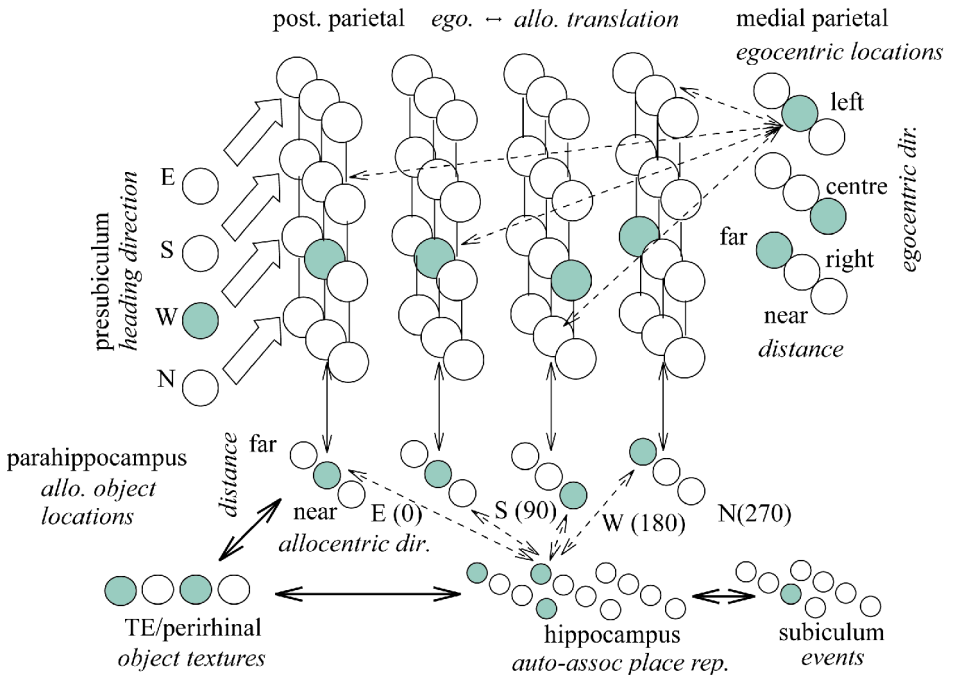 post. parietal ego. ↔ allo. translation
medial parietal
egocentric locations
left
centre
far
right
near
distance
egocentric dir.
presubiculum
heading direction
E
S
W
N
parahippocampus
allo. object
locations
distance
far
near
E (0)
S (90)
W (180)
N(270)
allocentric dir.
TE/perirhinal
object textures
hippocampus
auto-assoc place rep.
subiculum
events